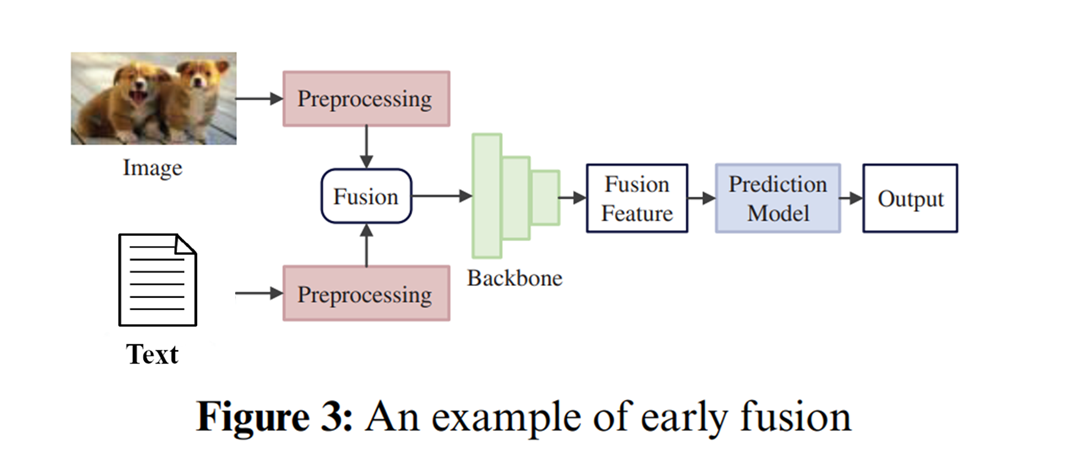 Image
Preprocessing
Fusion
Preprocessing
Text
Backbone
Fusion
Feature
Prediction
Model
Output
Figure 3: An example of early fusion